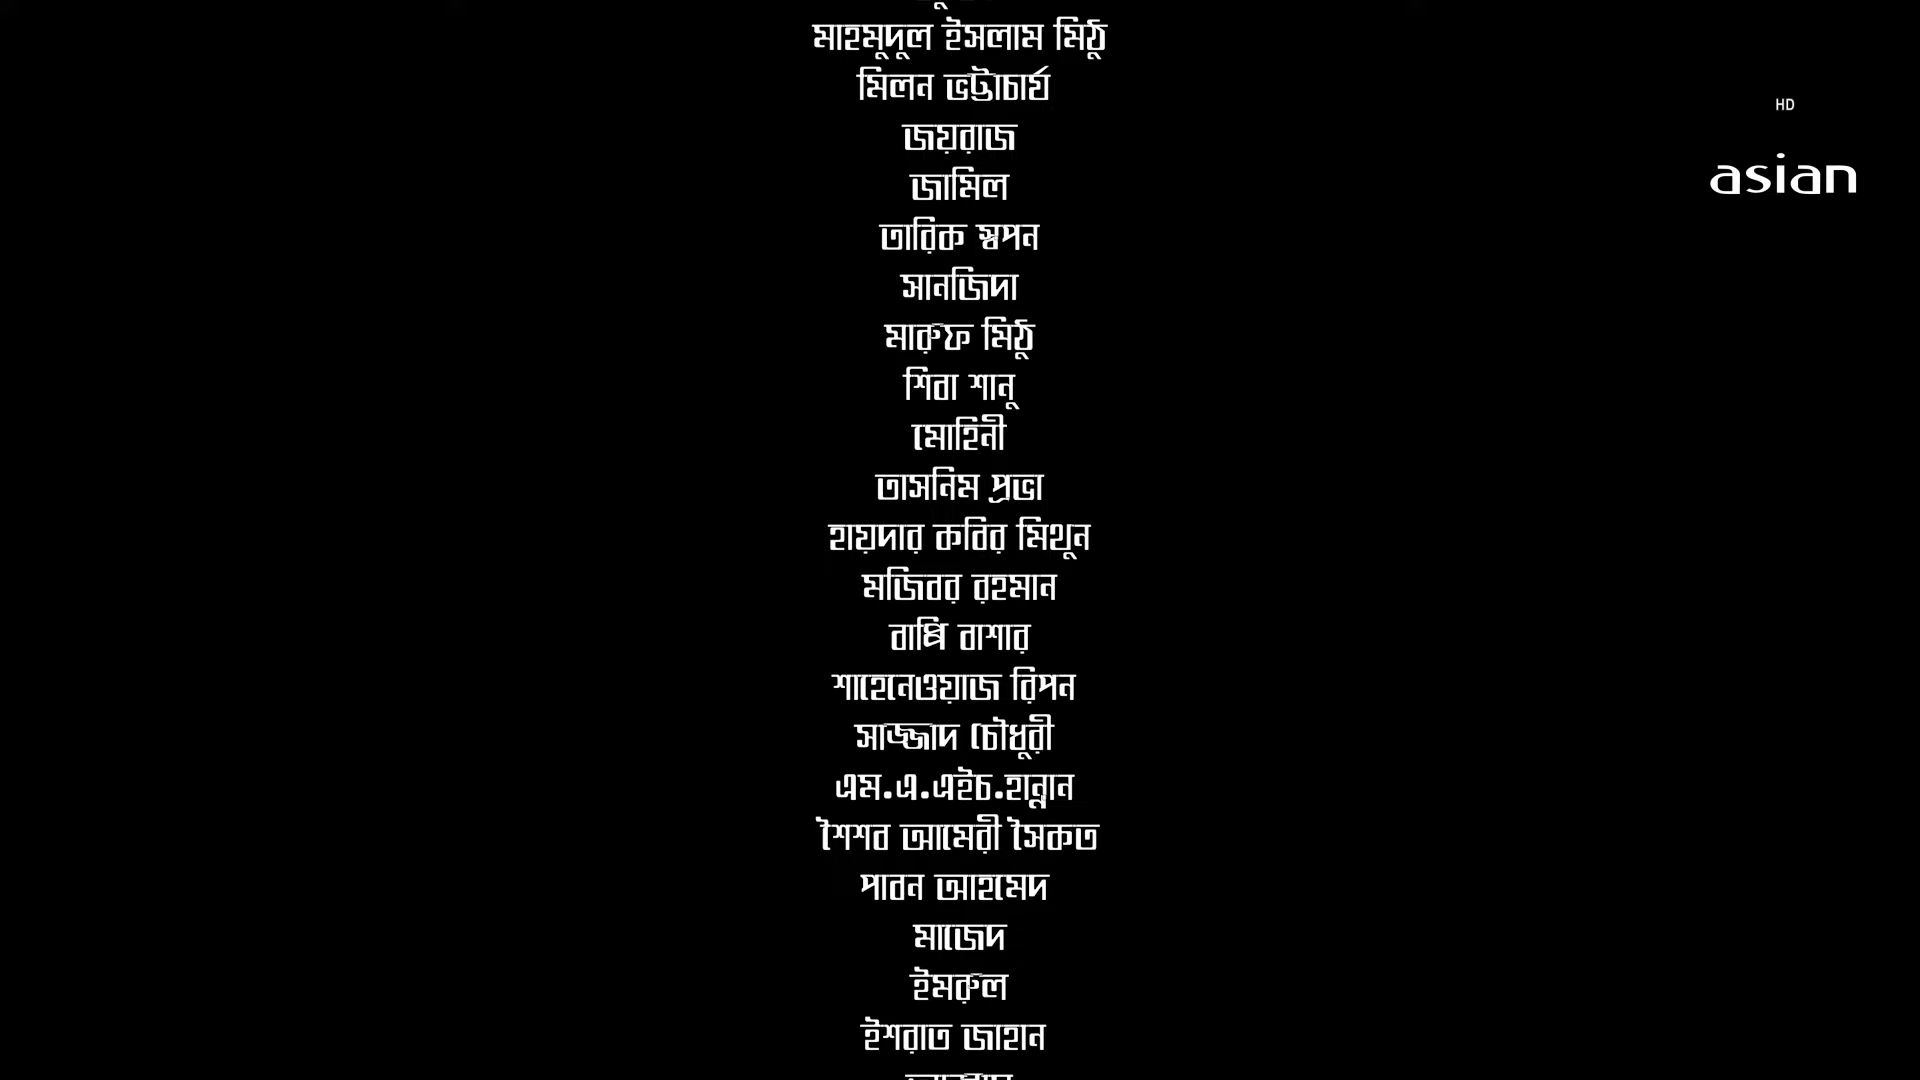 মাহমুদুল ইসলাম মিঠু
মিলন ভট্টাচার্য
HD
জয়রাজ
asian
জামিল
তারিক স্বপন
সানজিদা
মারুফ মিঠু
শিবা শানু
মোহিনী
তাসনিম প্রভা
হায়দার কবির মিথুন
মজিবর রহমান
বাপ্পি বাশার
শাহেনেওয়াজ রিপন
সাজ্জাদ চৌধুরী
এম.এ.এইচ.হান্নান
শৈশব আমেরী সৈকত
পাবন আহমেদ
মাজেদ
ইমরুল
ইশরাত জাহান